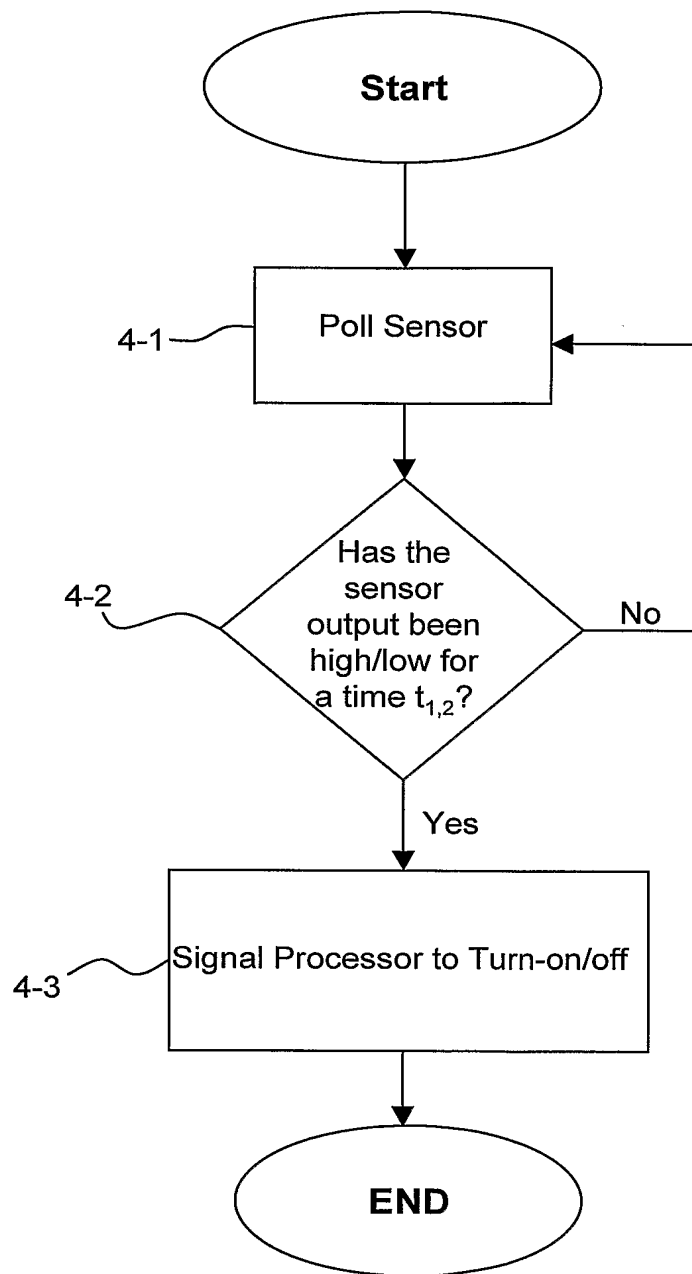 Start
Poll Sensor
4-1
Has the
sensor
output been
high/low for
a time t1,2?
4-2
No
Yes
Signal Processor to Turn-on/off
4-3
END